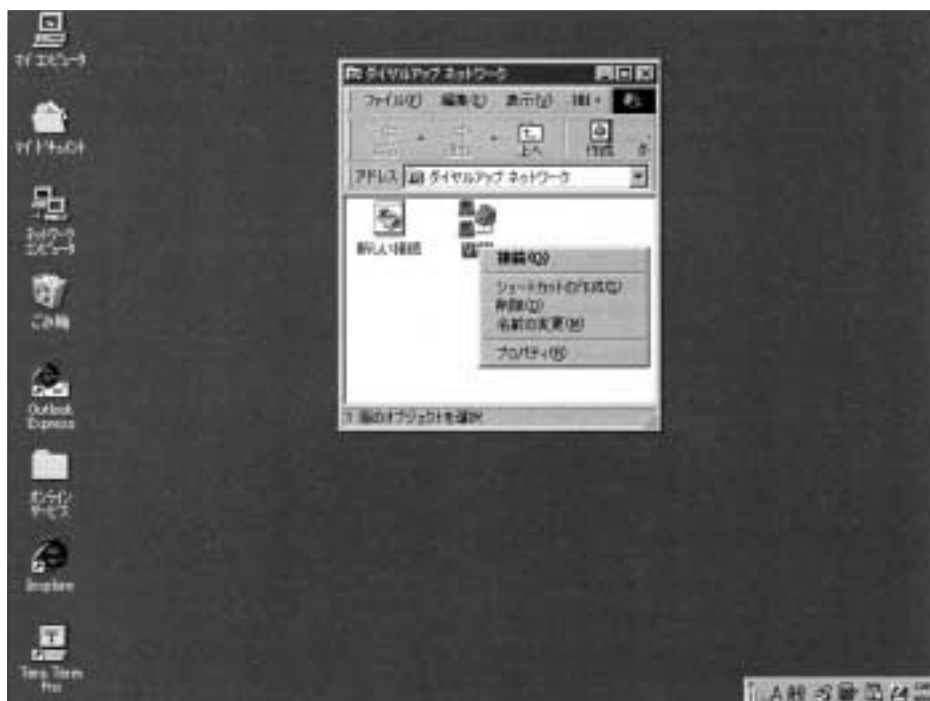 マイ コンピュータ
マイ ドキュメント
ネットワーク
コンピュータ
ごみ箱
Outlook
Express
オンライン
サービス
Tera Term
Pro
ダイヤルアップ ネットワーク
ファイル(F) 編集(E) 表示(V)
上へ 作成
アドレス ダイヤルアップ ネットワーク
新しい接続
接続(O)
ショートカットの作成(S)
削除(D)
名前の変更(M)
プロパティ(R)
1 個のオブジェクトを選択
A